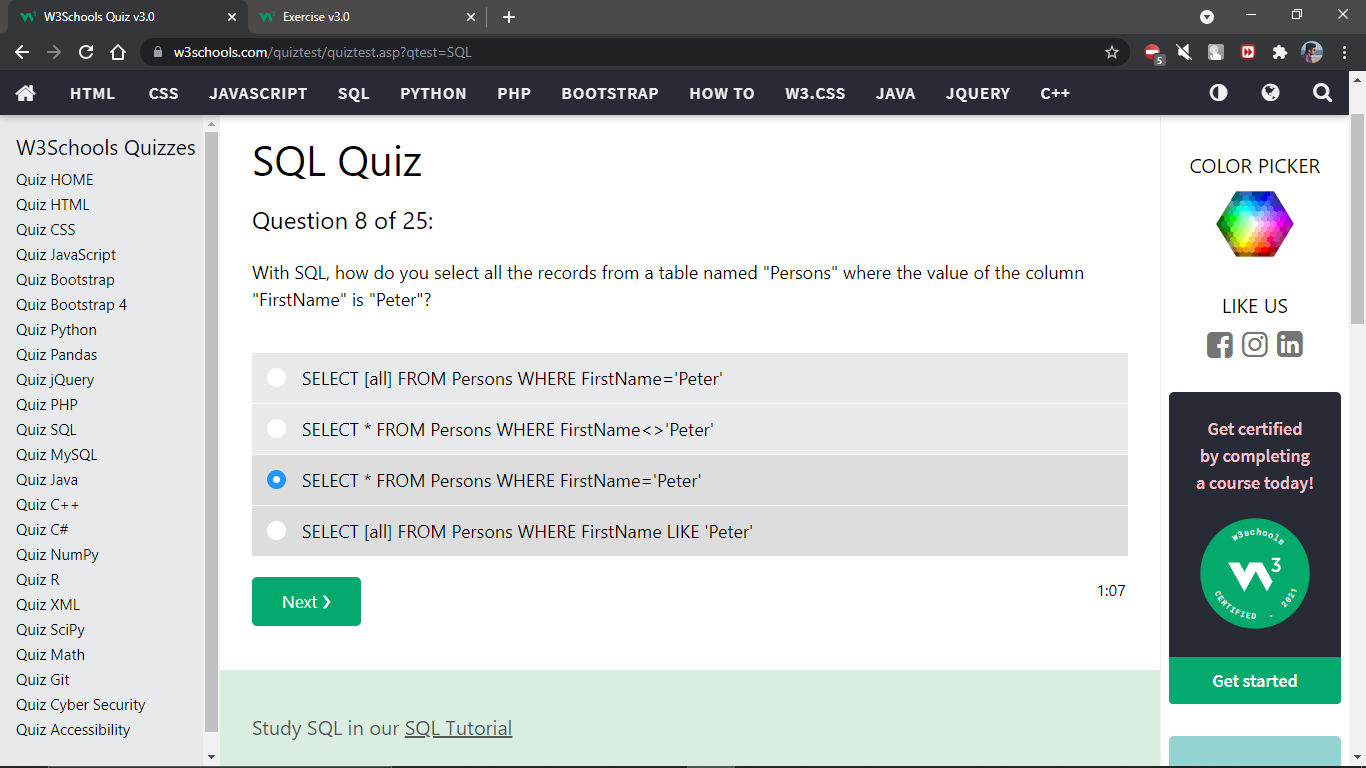 W3Schools Quiz v3.0
Exercise v3.0
w3schools.com/quiztest/quiztest.asp?qtest=SQL
5
HTML CSS JAVASCRIPT SQL PYTHON PHP BOOTSTRAP HOW TO W3.CSS JAVA JQUERY C++
W3Schools Quizzes
Quiz HOME
Quiz HTML
Quiz CSS
Quiz JavaScript
Quiz Bootstrap
Quiz Bootstrap 4
Quiz Python
Quiz Pandas
Quiz jQuery
Quiz PHP
Quiz SQL
Quiz MySQL
Quiz Java
Quiz C++
Quiz C#
Quiz NumPy
Quiz R
Quiz XML
Quiz SciPy
Quiz Math
Quiz Git
Quiz Cyber Security
Quiz Accessibility
SQL Quiz
Question 8 of 25:
With SQL, how do you select all the records from a table named "Persons" where the value of the column
"FirstName" is "Peter"?
SELECT [all] FROM Persons WHERE FirstName='Peter'
SELECT * FROM Persons WHERE FirstName<>'Peter'
SELECT * FROM Persons WHERE FirstName='Peter'
SELECT [all] FROM Persons WHERE FirstName LIKE 'Peter'
Next ❯
1:07
Study SQL in our SQL Tutorial
COLOR PICKER
LIKE US
Get certified
by completing
a course today!
w3schools
3
CERTIFIED . 2021
Get started